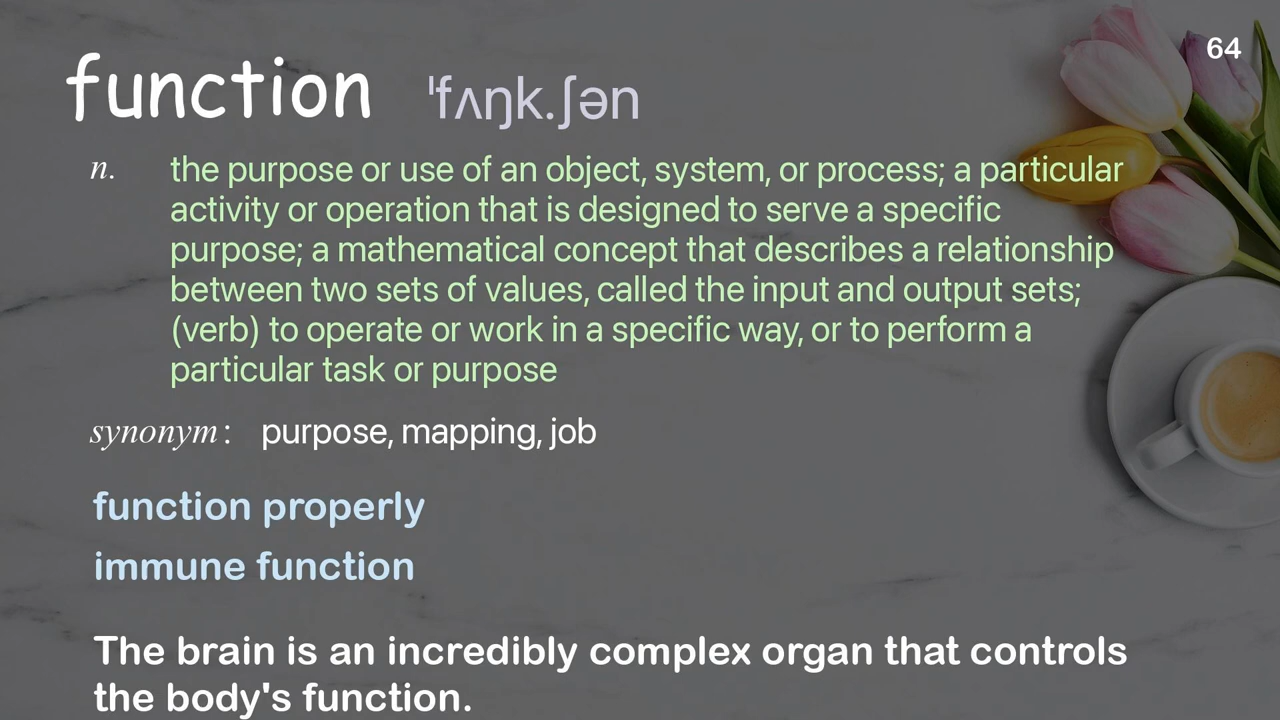 64
function ˈfʌŋk.ʃən
n. the purpose or use of an object, system, or process; a particular
activity or operation that is designed to serve a specific
purpose; a mathematical concept that describes a relationship
between two sets of values, called the input and output sets;
(verb) to operate or work in a specific way, or to perform a
particular task or purpose
synonym: purpose, mapping, job
function properly
immune function
The brain is an incredibly complex organ that controls
the body's function.